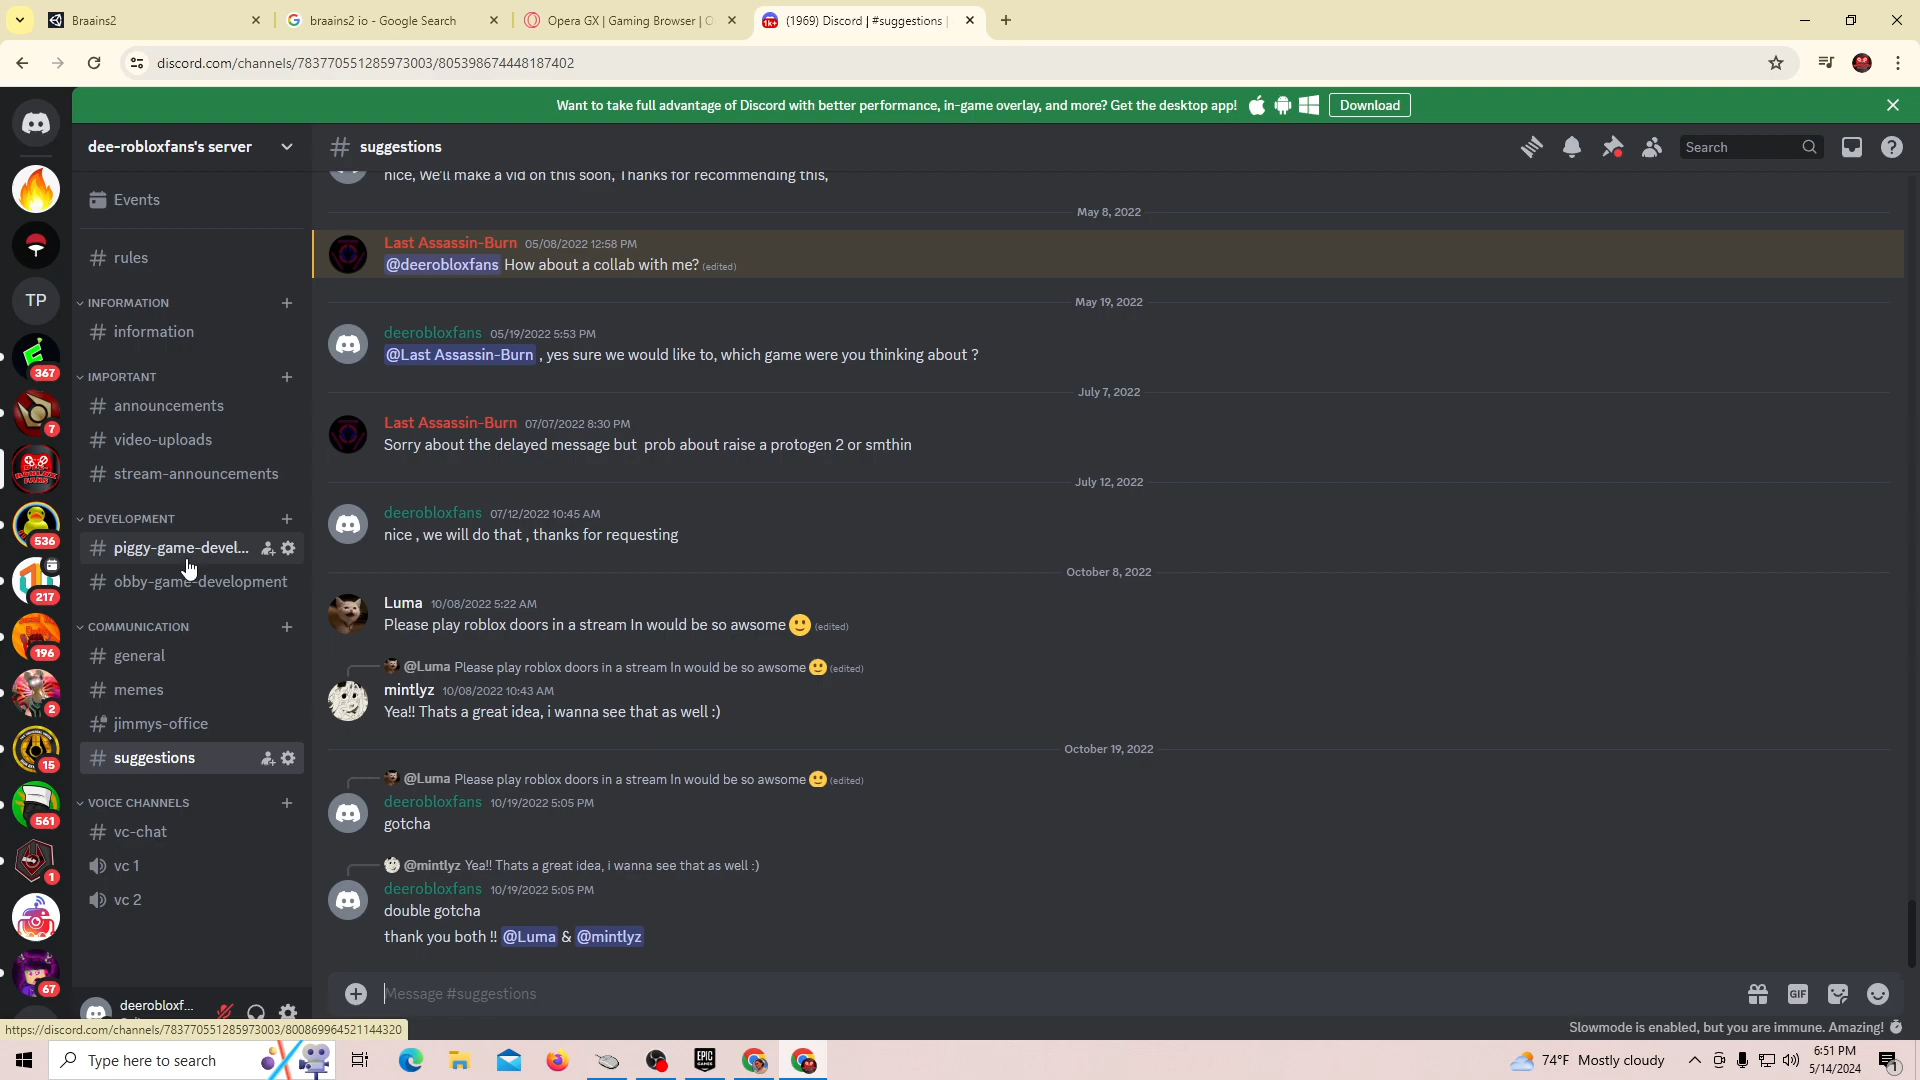 Braains2
braains2 io - Google Search
Opera GX | Gaming Browser | O
(1969) Discord | #suggestions |
discord.com/channels/783770551285973003/805398674448187402
Want to take full advantage of Discord with better performance, in-game overlay, and more? Get the desktop app!
Download
dee-robloxfans's server
suggestions
Search
Events
rules
INFORMATION
information
IMPORTANT
announcements
video-uploads
stream-announcements
DEVELOPMENT
piggy-game-devel...
obby-game-development
COMMUNICATION
general
memes
jimmys-office
suggestions
VOICE CHANNELS
vc-chat
vc 1
vc 2
TP
367
7
536
217
196
2
15
561
1
67
nice, We'll make a vid on this soon, Thanks for recommending this,
May 8, 2022
Last Assassin-Burn 05/08/2022 12:58 PM
@deerobloxfans How about a collab with me? (edited)
May 19, 2022
deerobloxfans 05/19/2022 5:53 PM
@Last Assassin-Burn , yes sure we would like to, which game were you thinking about ?
July 7, 2022
Last Assassin-Burn 07/07/2022 8:30 PM
Sorry about the delayed message but prob about raise a protogen 2 or smthin
July 12, 2022
deerobloxfans 07/12/2022 10:45 AM
nice , we will do that , thanks for requesting
October 8, 2022
Luma 10/08/2022 5:22 AM
Please play roblox doors in a stream In would be so awsome 🙂 (edited)
@Luma Please play roblox doors in a stream In would be so awsome 🙂 (edited)
mintlyz 10/08/2022 10:43 AM
Yea!! Thats a great idea, i wanna see that as well :)
October 19, 2022
@Luma Please play roblox doors in a stream In would be so awsome 🙂 (edited)
deerobloxfans 10/19/2022 5:05 PM
gotcha
@mintlyz Yea!! Thats a great idea, i wanna see that as well :)
deerobloxfans 10/19/2022 5:05 PM
double gotcha
thank you both !! @Luma & @mintlyz
Message #suggestions
GIF
deerobloxf...
https://discord.com/channels/783770551285973003/800869964521144320
Slowmode is enabled, but you are immune. Amazing!
Type here to search
EPIC
GAMES
74°F Mostly cloudy
6:51 PM
5/14/2024
1